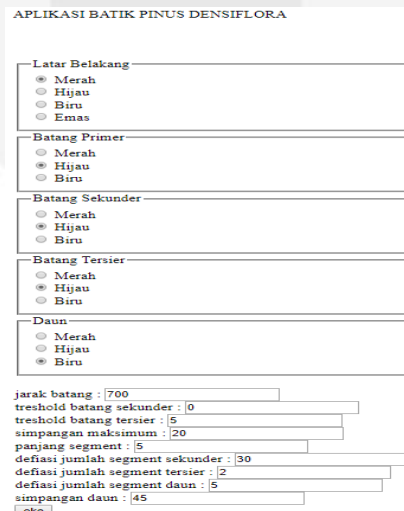 APLIKASI BATIK PINUS DENSIFLORA
Latar Belakang
Merah
Hijau
Biru
Emas
Batang Primer
Merah
Hijau
Biru
Batang Sekunder
Merah
Hijau
Biru
Batang Tersier
Merah
Hijau
Biru
Daun
Merah
Hijau
Biru
jarak batang : 700
treshold batang sekunder : 0
treshold batang tersier : 5
simpangan maksimum : 20
panjang segment : 5
defiasi jumlah segment sekunder : 30
defiasi jumlah segment tersier : 2
defiasi jumlah segment daun : 5
simpangan daun : 45